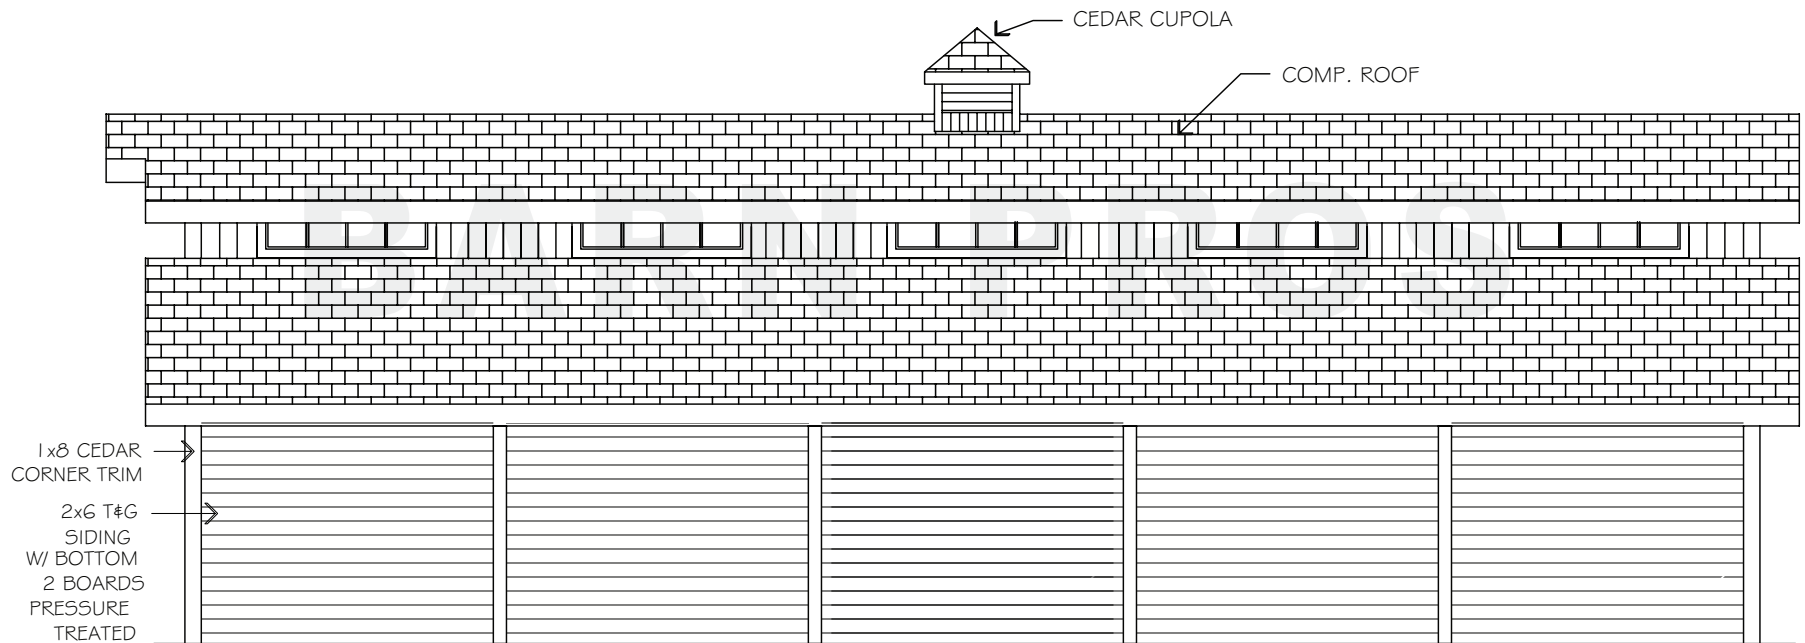 CEDAR CUPOLA
COMP. ROOF
BARN PROS
1x8 CEDAR
CORNER TRIM
2x6 T&G
SIDING
W/ BOTTOM
2 BOARDS
PRESSURE
TREATED